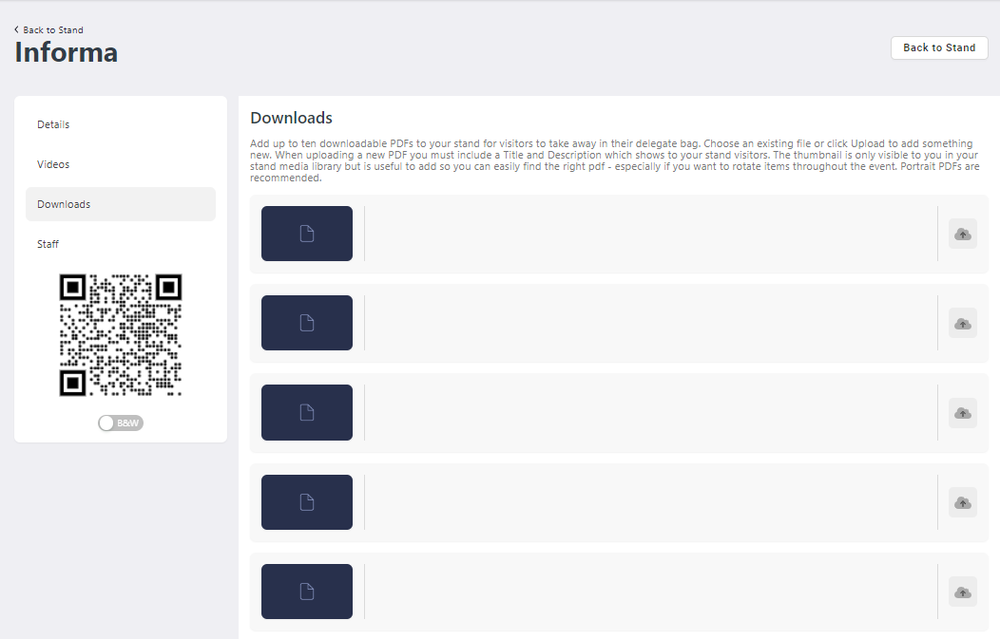 Back to Stand
Informa
Back to Stand
Details
Videos
Downloads
Staff
B&W
Downloads
Add up to ten downloadable PDFs to your stand for visitors to take away in their delegate bag. Choose an existing file or click Upload to add something
new. When uploading a new PDF you must include a Title and Description which shows to your stand visitors. The thumbnail is only visible to you in your
stand media library but is useful to add so you can easily find the right pdf - especially if you want to rotate items throughout the event. Portrait PDFs are
recommended.